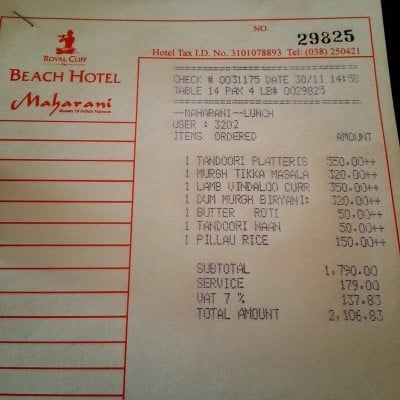 NO. 29825
ROYAL CLIFF
BEACH HOTEL
Hotel Tax I.D. No. 3101078893 Tel: (038) 250421
Maharani
CHECK # 0031175 DATE 30/11 14:58
TABLE 14 PAX 4 LB# 0029825
--MAHARANI--LUNCH
USER : 3202
ITEMS ORDERED AMOUNT
1 TANDOORI PLATTERIS 550.00++
1 MURGH TIKKA MASALA 320.00++
1 LAMB VINDALOO CURR 350.00++
1 DUM MURGH BIRYANI: 320.00++
1 BUTTER ROTI 50.00++
1 TANDOORI NAAN 50.00++
1 PILLAU RICE 150.00++
SUBTOTAL 1,790.00
SERVICE 179.00
VAT 7 % 137.83
TOTAL AMOUNT 2,106.83